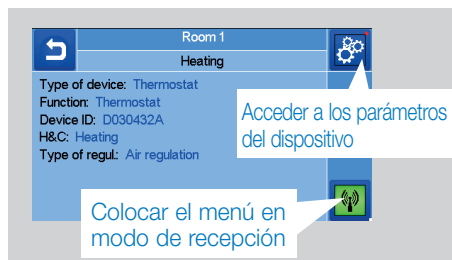 Room 1
Heating
Type of device: Thermostat
Function: Thermostat
Device ID: D030432A
H&C: Heating
Type of regul.: Air regulation
Acceder a los parámetros
del dispositivo
Colocar el menú en
modo de recepción